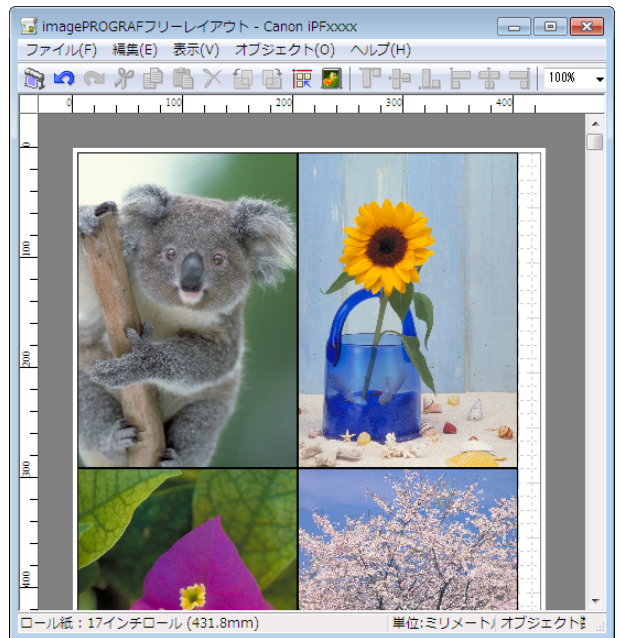 imagePROGRAFフリーレイアウト - Canon iPFxxxx
ファイル(F) 編集(E) 表示(V) オブジェクト(O) ヘルプ(H)
100%
0 100 200 300 400
0
100
200
300
400
ロール紙：17インチロール (431.8mm) 単位:ミリメート オブジェクト